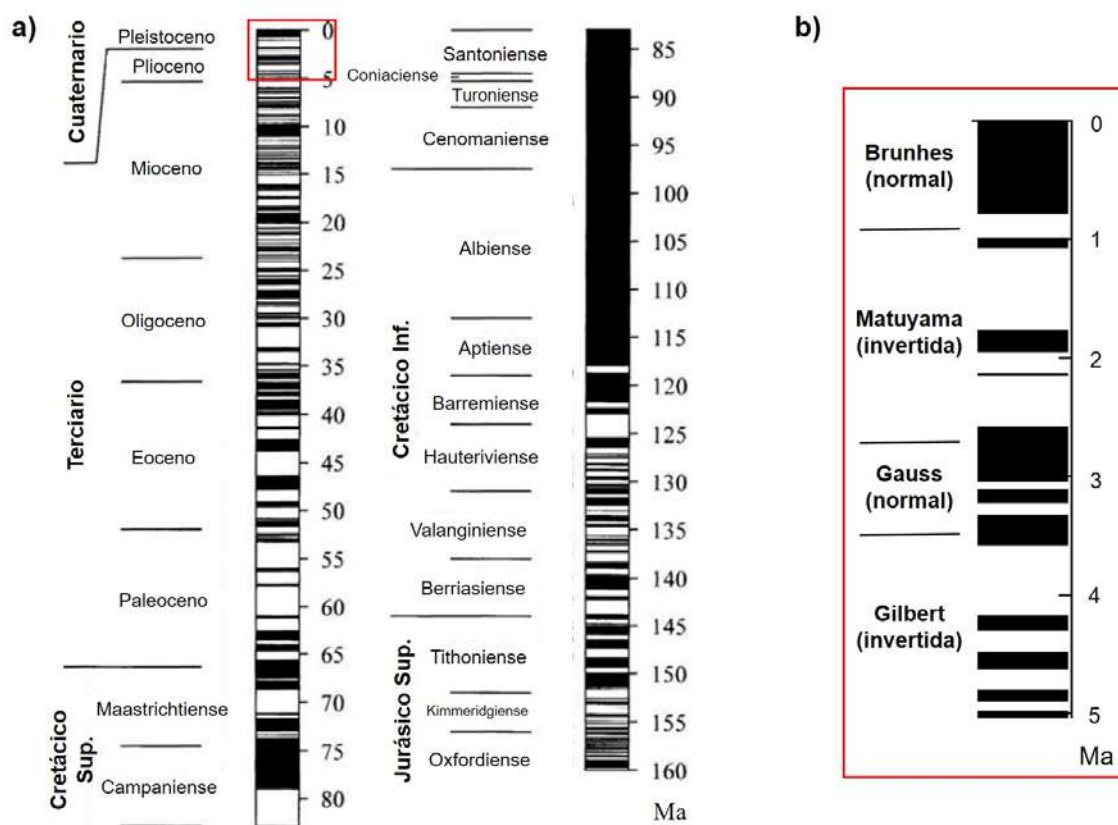 a)
Cuaternario
Pleistoceno
Plioceno
Mioceno
Terciario
Oligoceno
Eoceno
Paleoceno
Cretácico
Sup.
Maastrichtiense
Campaniense
0
5
10
15
20
25
30
35
40
45
50
55
60
65
70
75
80
Santoniense
Coniaciense
Turoniense
Cenomaniense
Cretácico Inf.
Albiense
Aptiense
Barremiense
Hauteriviense
Valanginiense
Berriasiense
Jurásico Sup.
Tithoniense
Kimmeridgiense
Oxfordiense
85
90
95
100
105
110
115
120
125
130
135
140
145
150
155
160
Ma
b)
Brunhes
(normal)
Matuyama
(invertida)
Gauss
(normal)
Gilbert
(invertida)
0
1
2
3
4
5
Ma